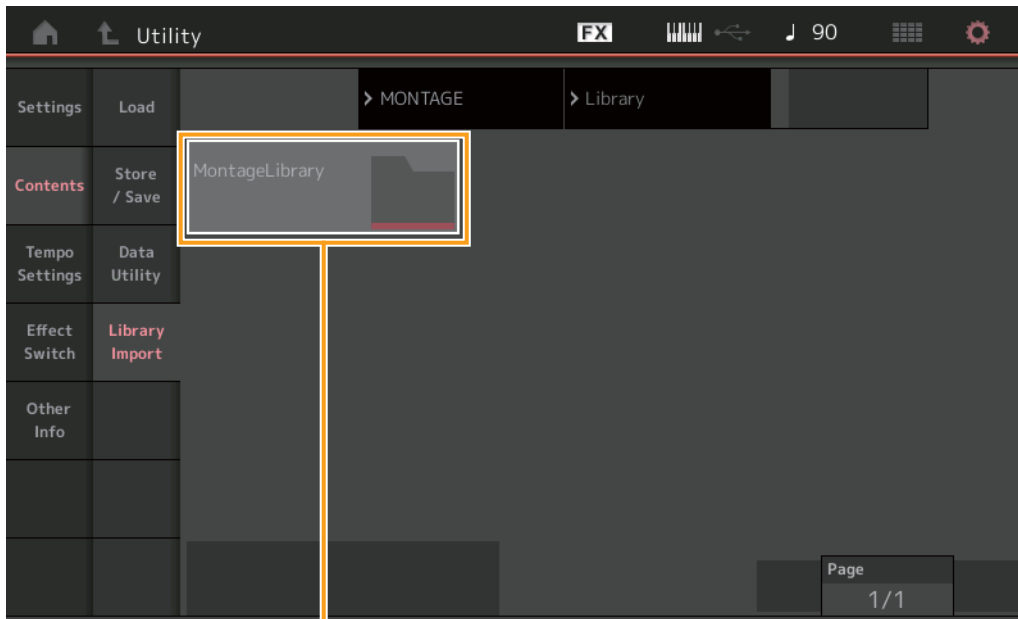 Utility
FX
90
Settings
Load
> MONTAGE
> Library
Contents
Store
/ Save
MontageLibrary
Tempo
Settings
Data
Utility
Effect
Switch
Library
Import
Other
Info
Page
1/1